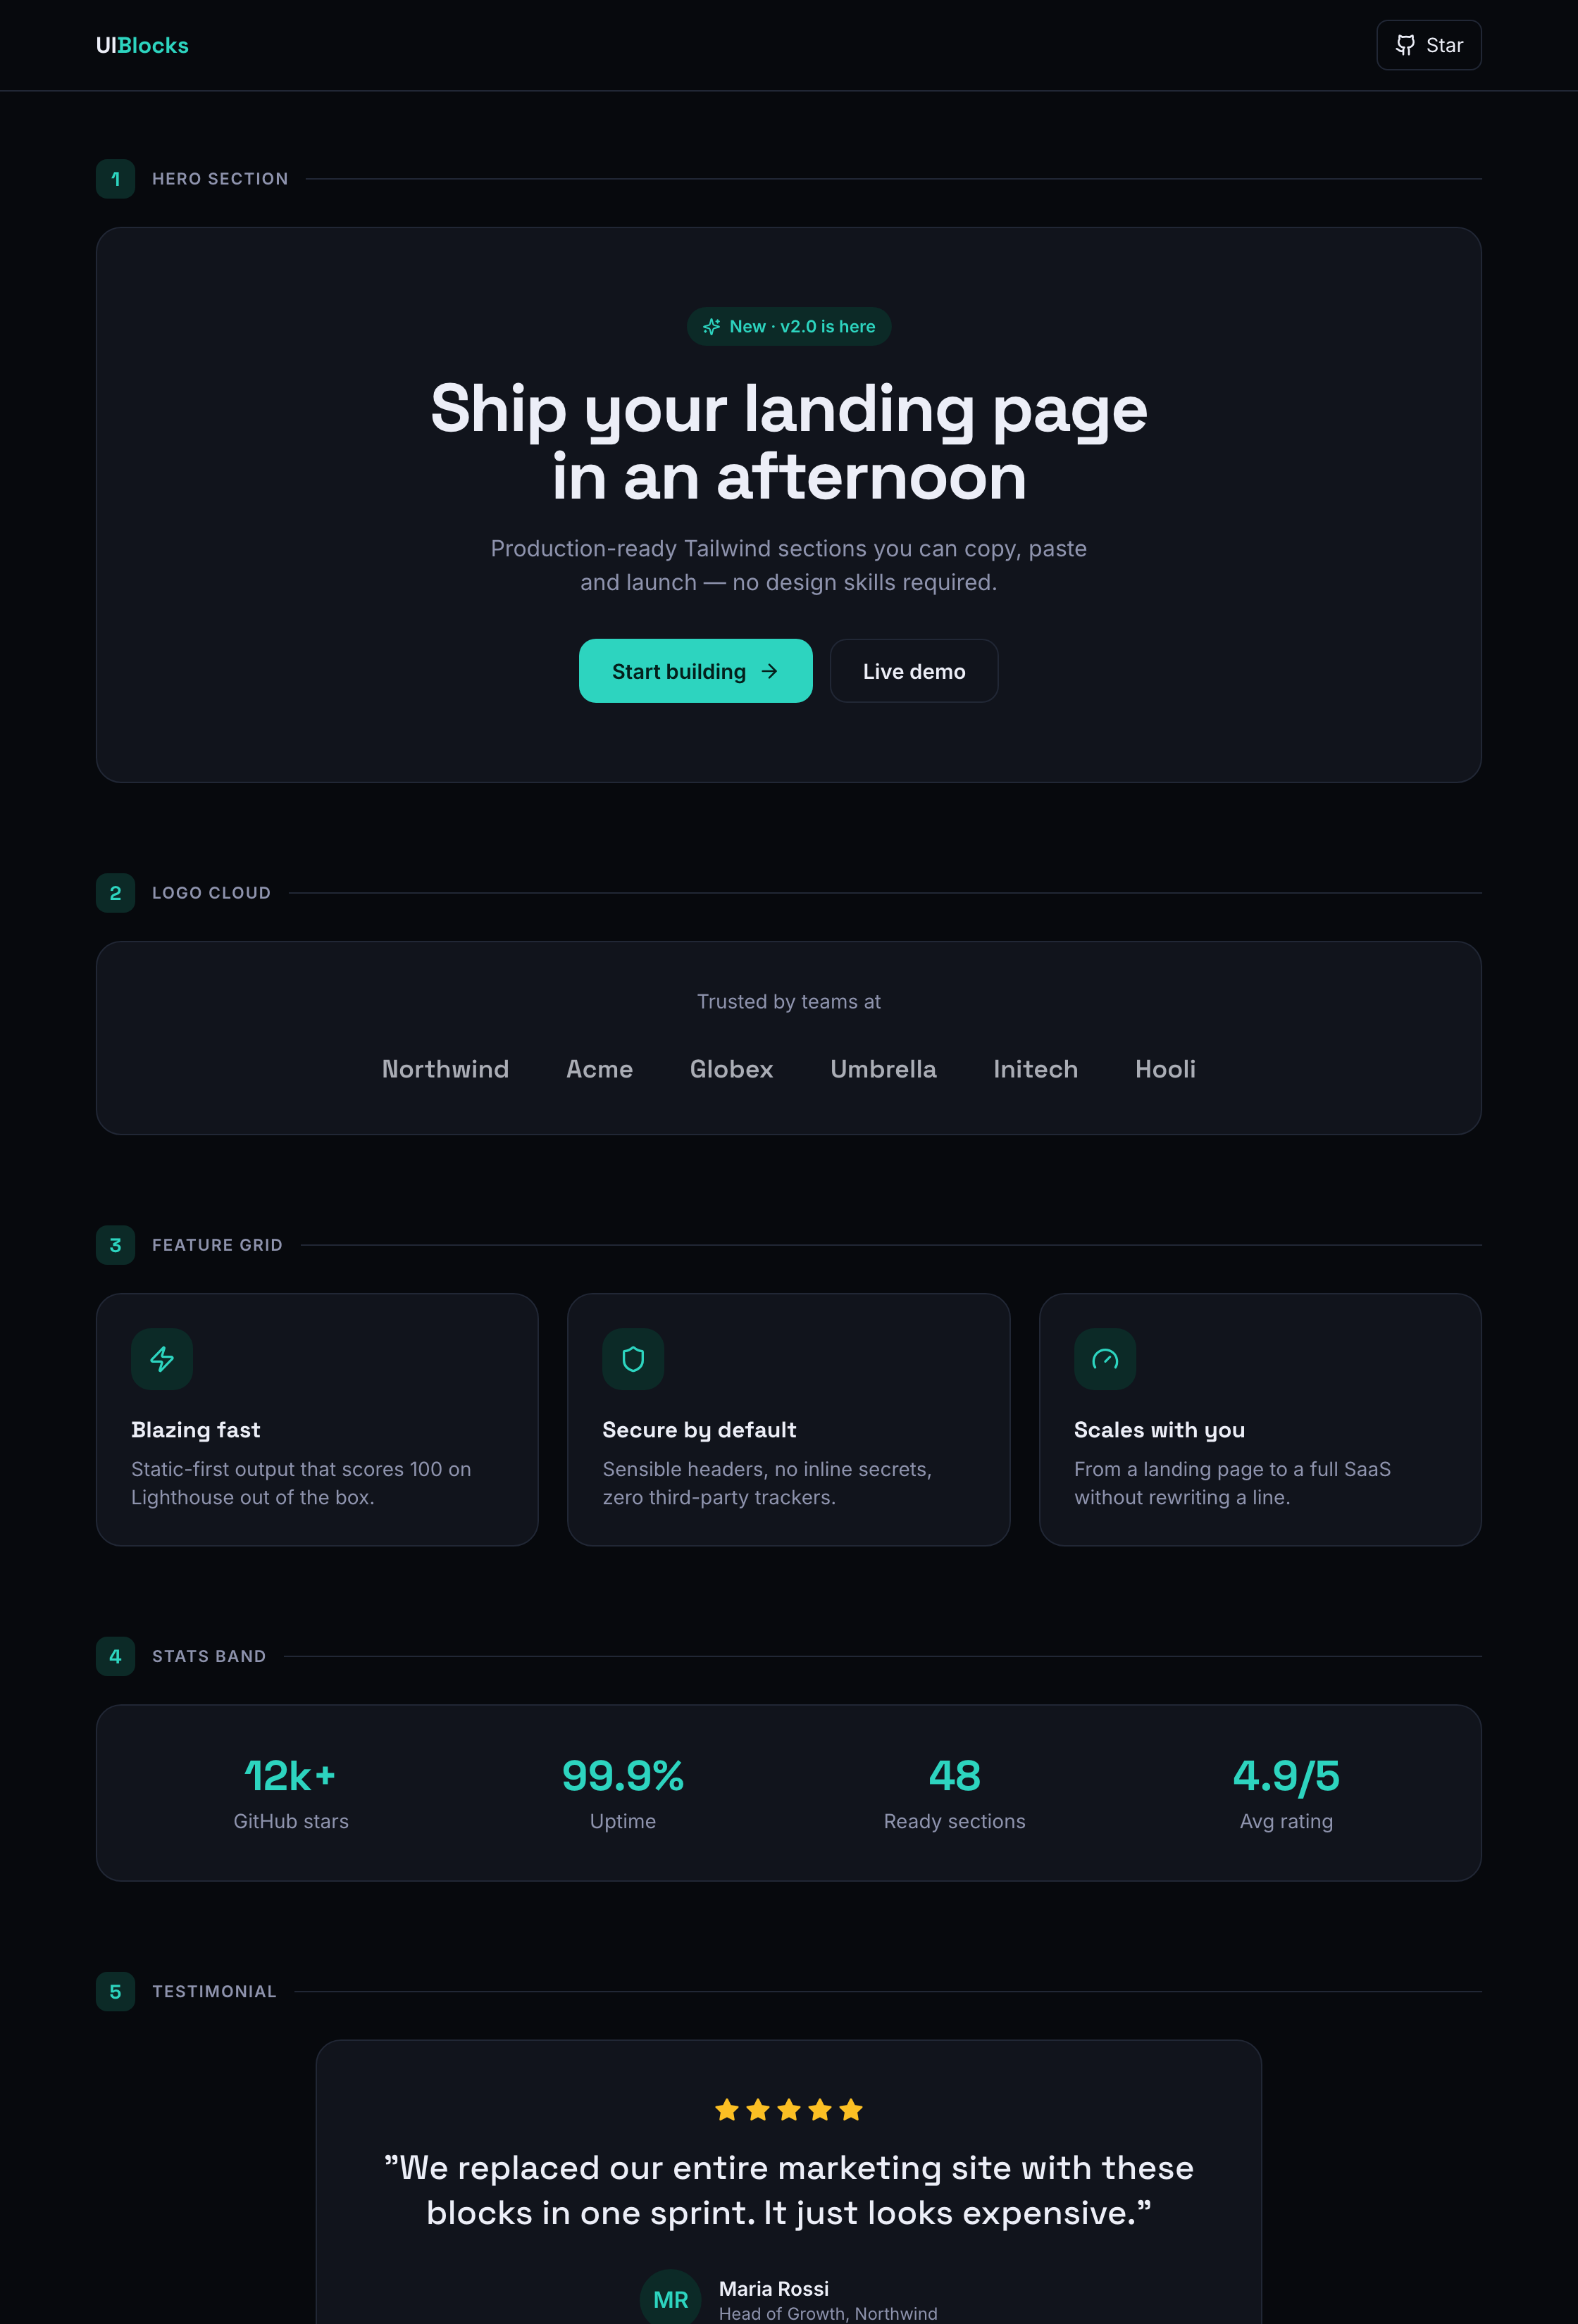 UIBlocks
Star
1 HERO SECTION
New · v2.0 is here
Ship your landing page
in an afternoon
Production-ready Tailwind sections you can copy, paste
and launch — no design skills required.
Start building → Live demo
2 LOGO CLOUD
Trusted by teams at
Northwind Acme Globex Umbrella Initech Hooli
3 FEATURE GRID
Blazing fast
Static-first output that scores 100 on
Lighthouse out of the box.
Secure by default
Sensible headers, no inline secrets,
zero third-party trackers.
Scales with you
From a landing page to a full SaaS
without rewriting a line.
4 STATS BAND
12k+
GitHub stars
99.9%
Uptime
48
Ready sections
4.9/5
Avg rating
5 TESTIMONIAL
”We replaced our entire marketing site with these
blocks in one sprint. It just looks expensive.”
MR
Maria Rossi
Head of Growth, Northwind